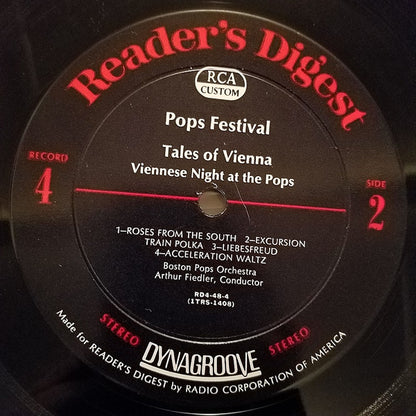 Reader's Digest
RCA
CUSTOM
Pops Festival
Tales of Vienna
Viennese Night at the Pops
RECORD
4
SIDE
2
1—ROSES FROM THE SOUTH 2—EXCURSION
TRAIN POLKA 3—LIEBESFREUD
4—ACCELERATION WALTZ
Boston Pops Orchestra
Arthur Fiedler, Conductor
RD4-48-4
(1TRS-1408)
STEREO
DYNAGROOVE
STEREO
Made for READER'S DIGEST by RADIO CORPORATION OF AMERICA